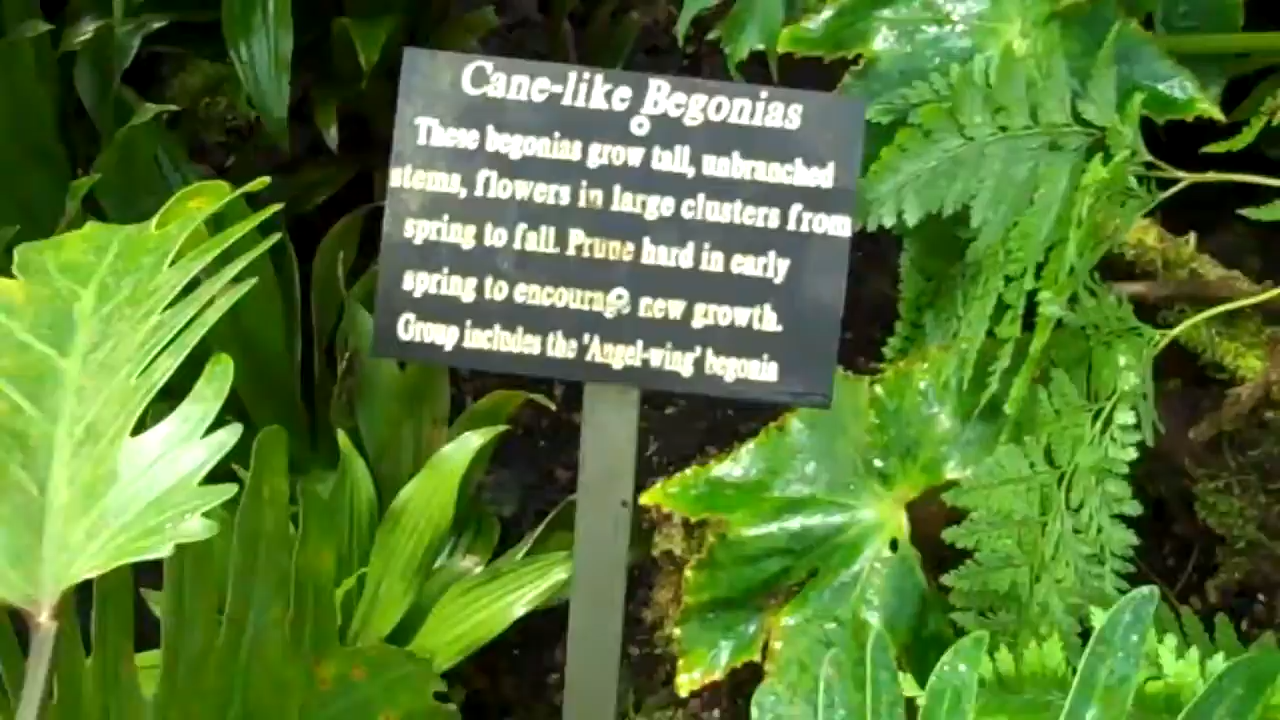 Cane-like Begonias
These begonias grow tall, unbranched
stems, flowers in large clusters from
spring to fall. Prune hard in early
spring to encourage new growth.
Group includes the 'Angel-wing' begonia